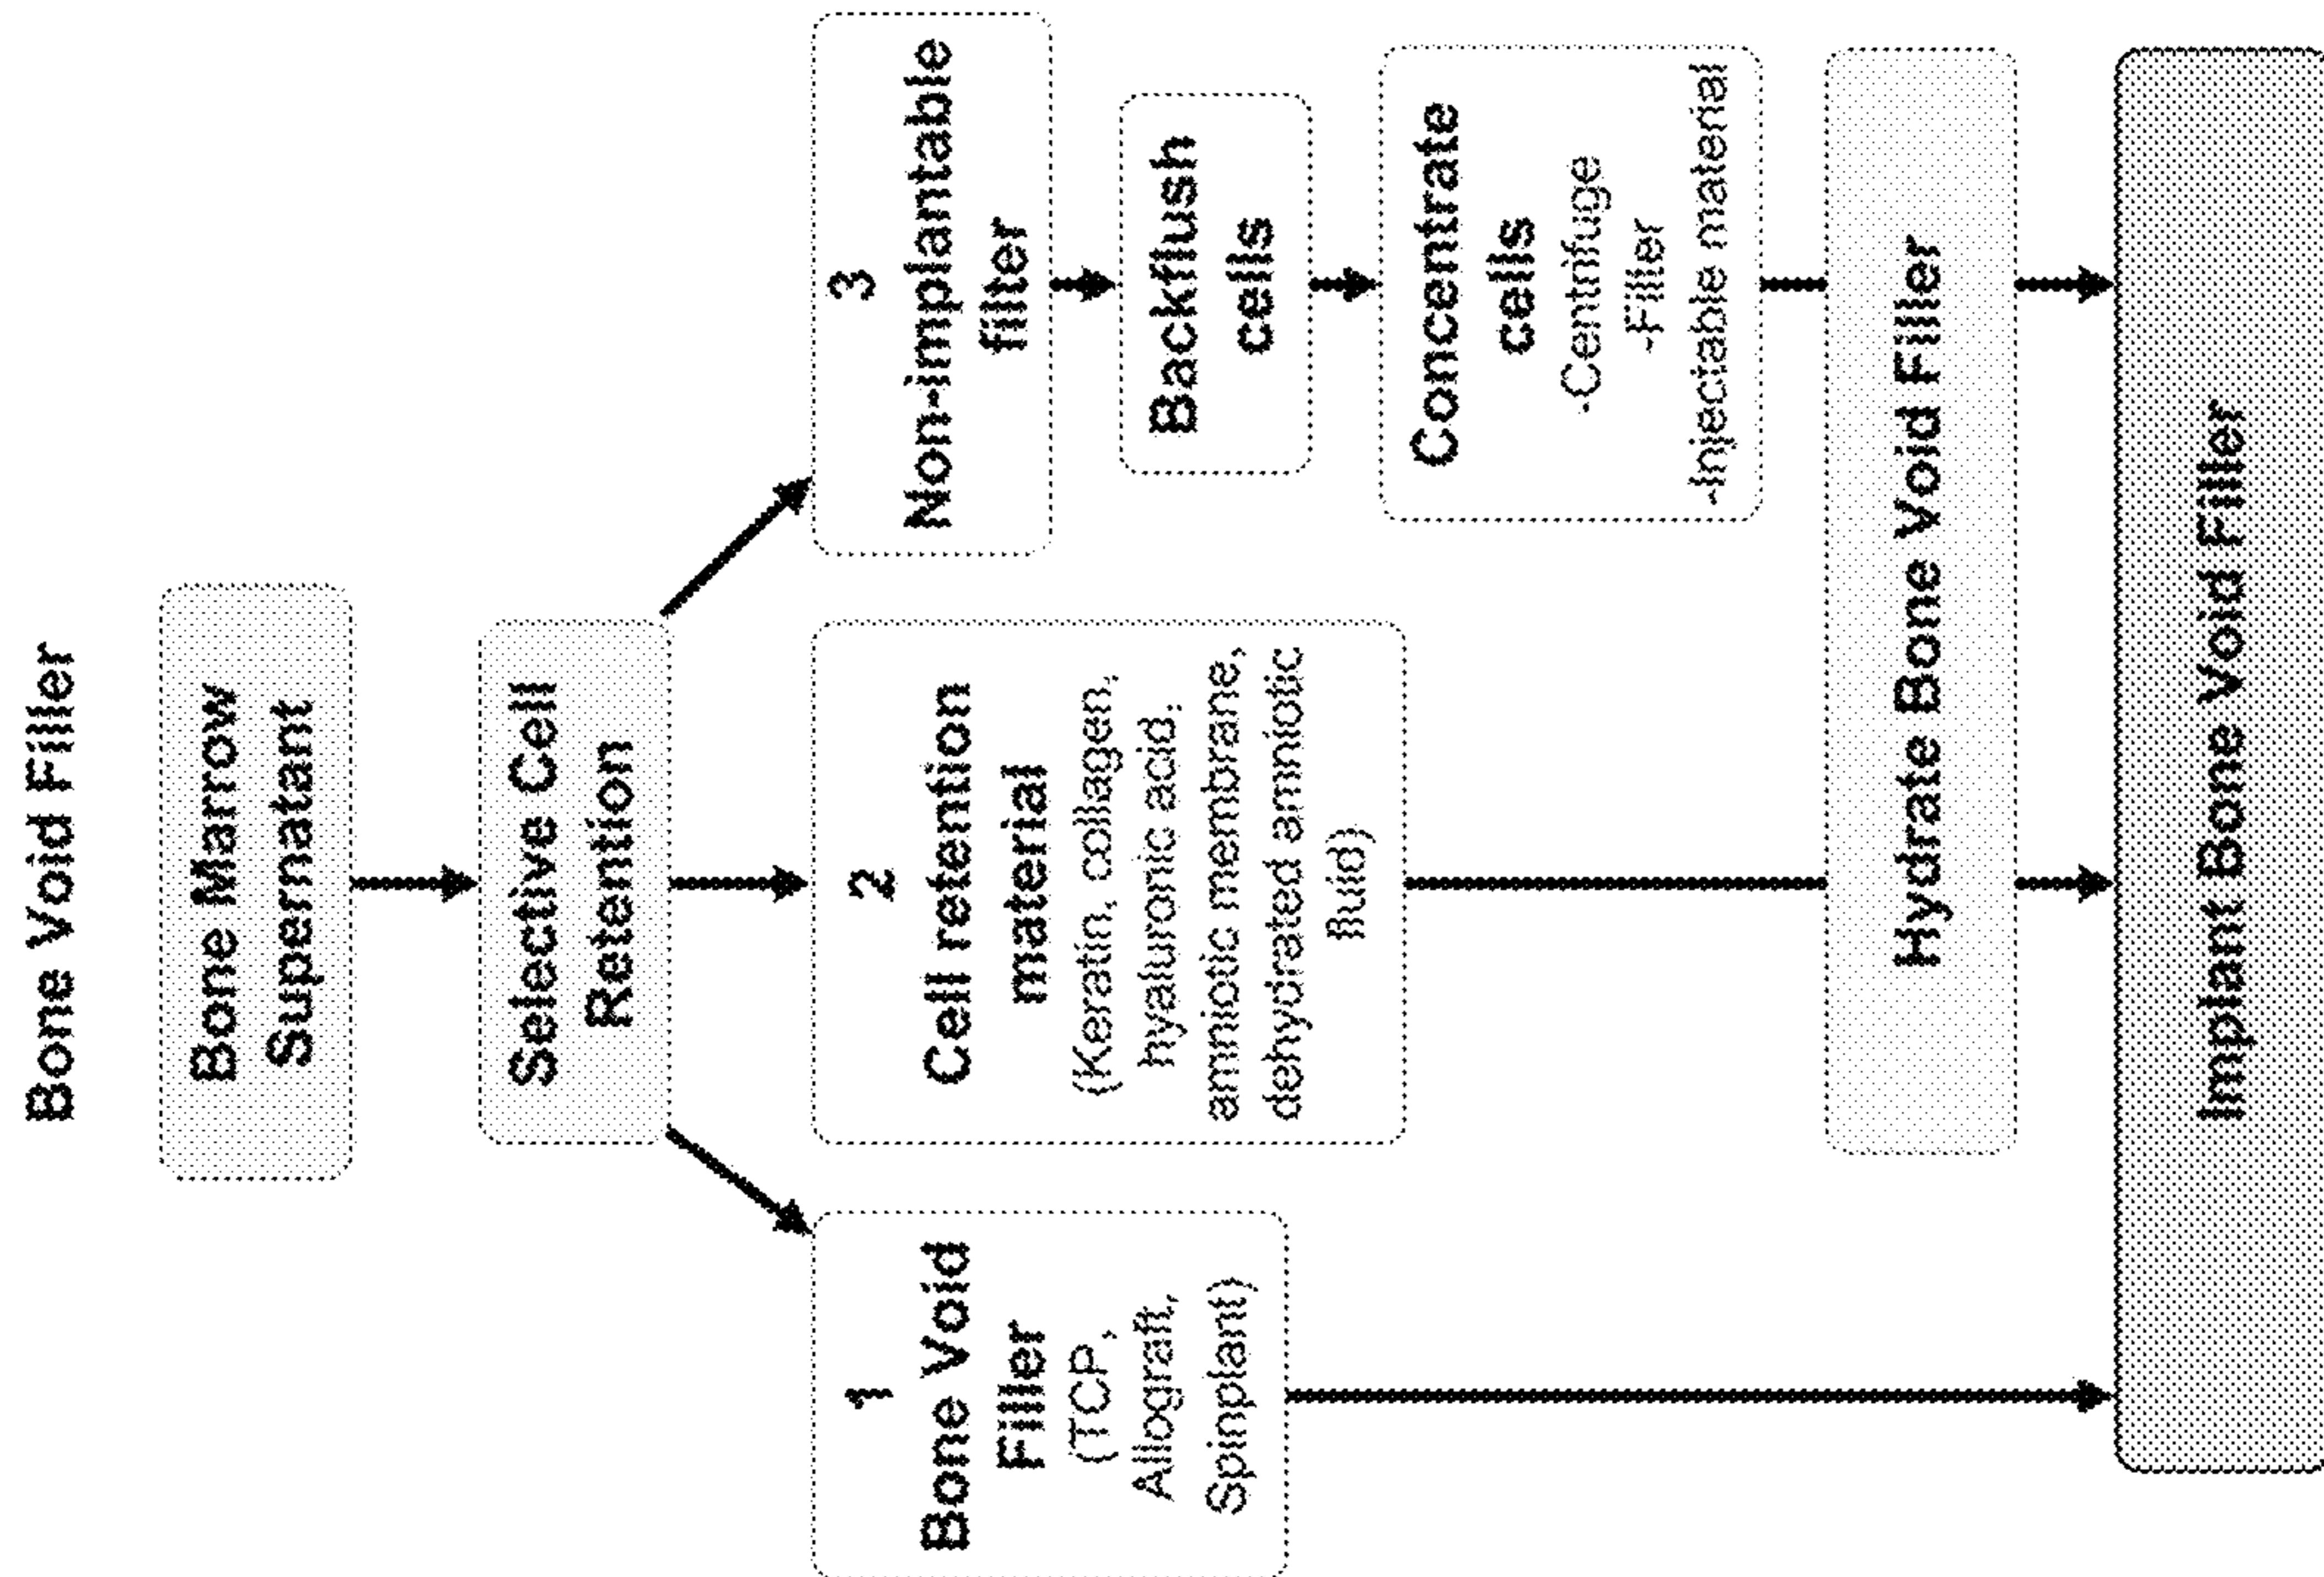 Bone Void Filler
Bone Marrow
Supernatant
Selective Cell
Retention
1
Bone Void
Filler
(TCP,
Allograft,
Spinplant)
2
Cell retention
material
(Keratin, collagen,
hyaluronic acid,
amniotic membrane,
dehydrated amniotic
fluid)
3
Non-implantable
filter
Backflush
cells
Concentrate
cells
-Centrifuge
-Filler
-Injectable material
Hydrate Bone Void Filler
Implant Bone Void Filler